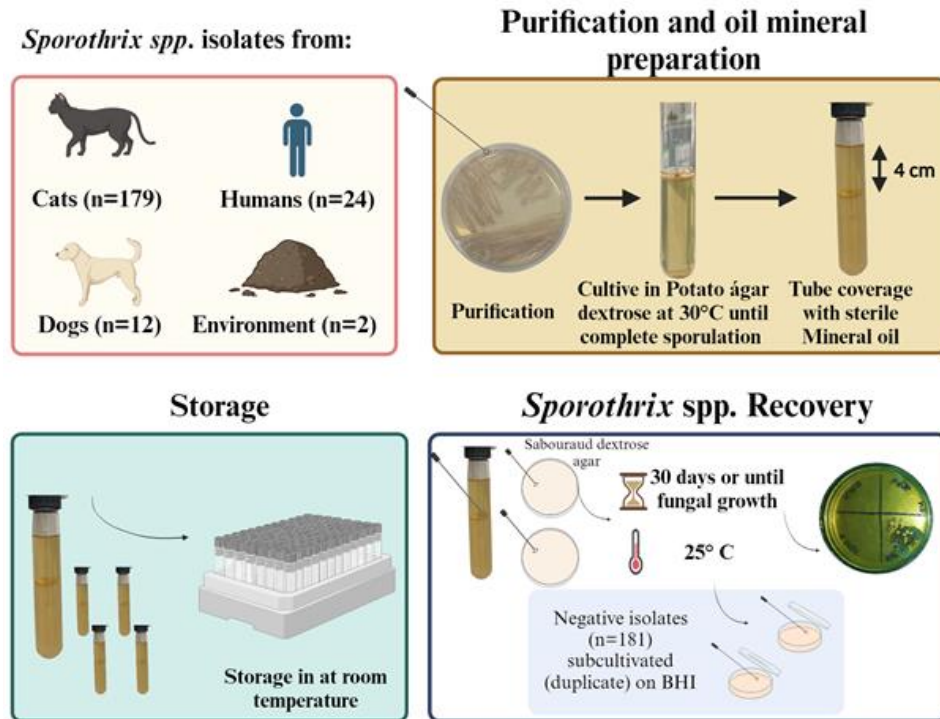 Sporothrix spp. isolates from:
Cats (n=179)
Humans (n=24)
Dogs (n=12)
Environment (n=2)
Purification and oil mineral
preparation
4 cm
Purification
Cultive in Potato ágar
dextrose at 30°C until
complete sporulation
Tube coverage
with sterile
Mineral oil
Storage
Storage in at room
temperature
Sporothrix spp. Recovery
Sabouraud dextrose
agar
30 days or until
fungal growth
25° C
Negative isolates
(n=181)
subcultivated
(duplicate) on BHI